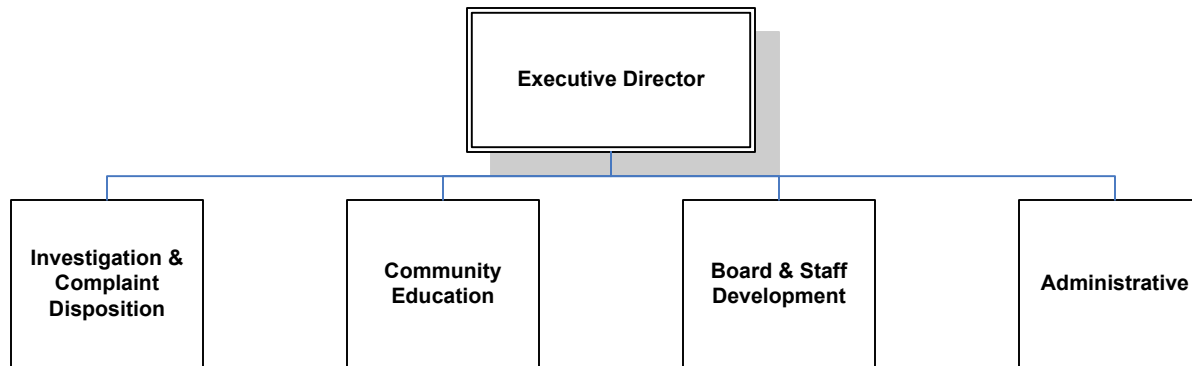 Executive Director
Investigation &
Complaint
Disposition
Community
Education
Board & Staff
Development
Administrative